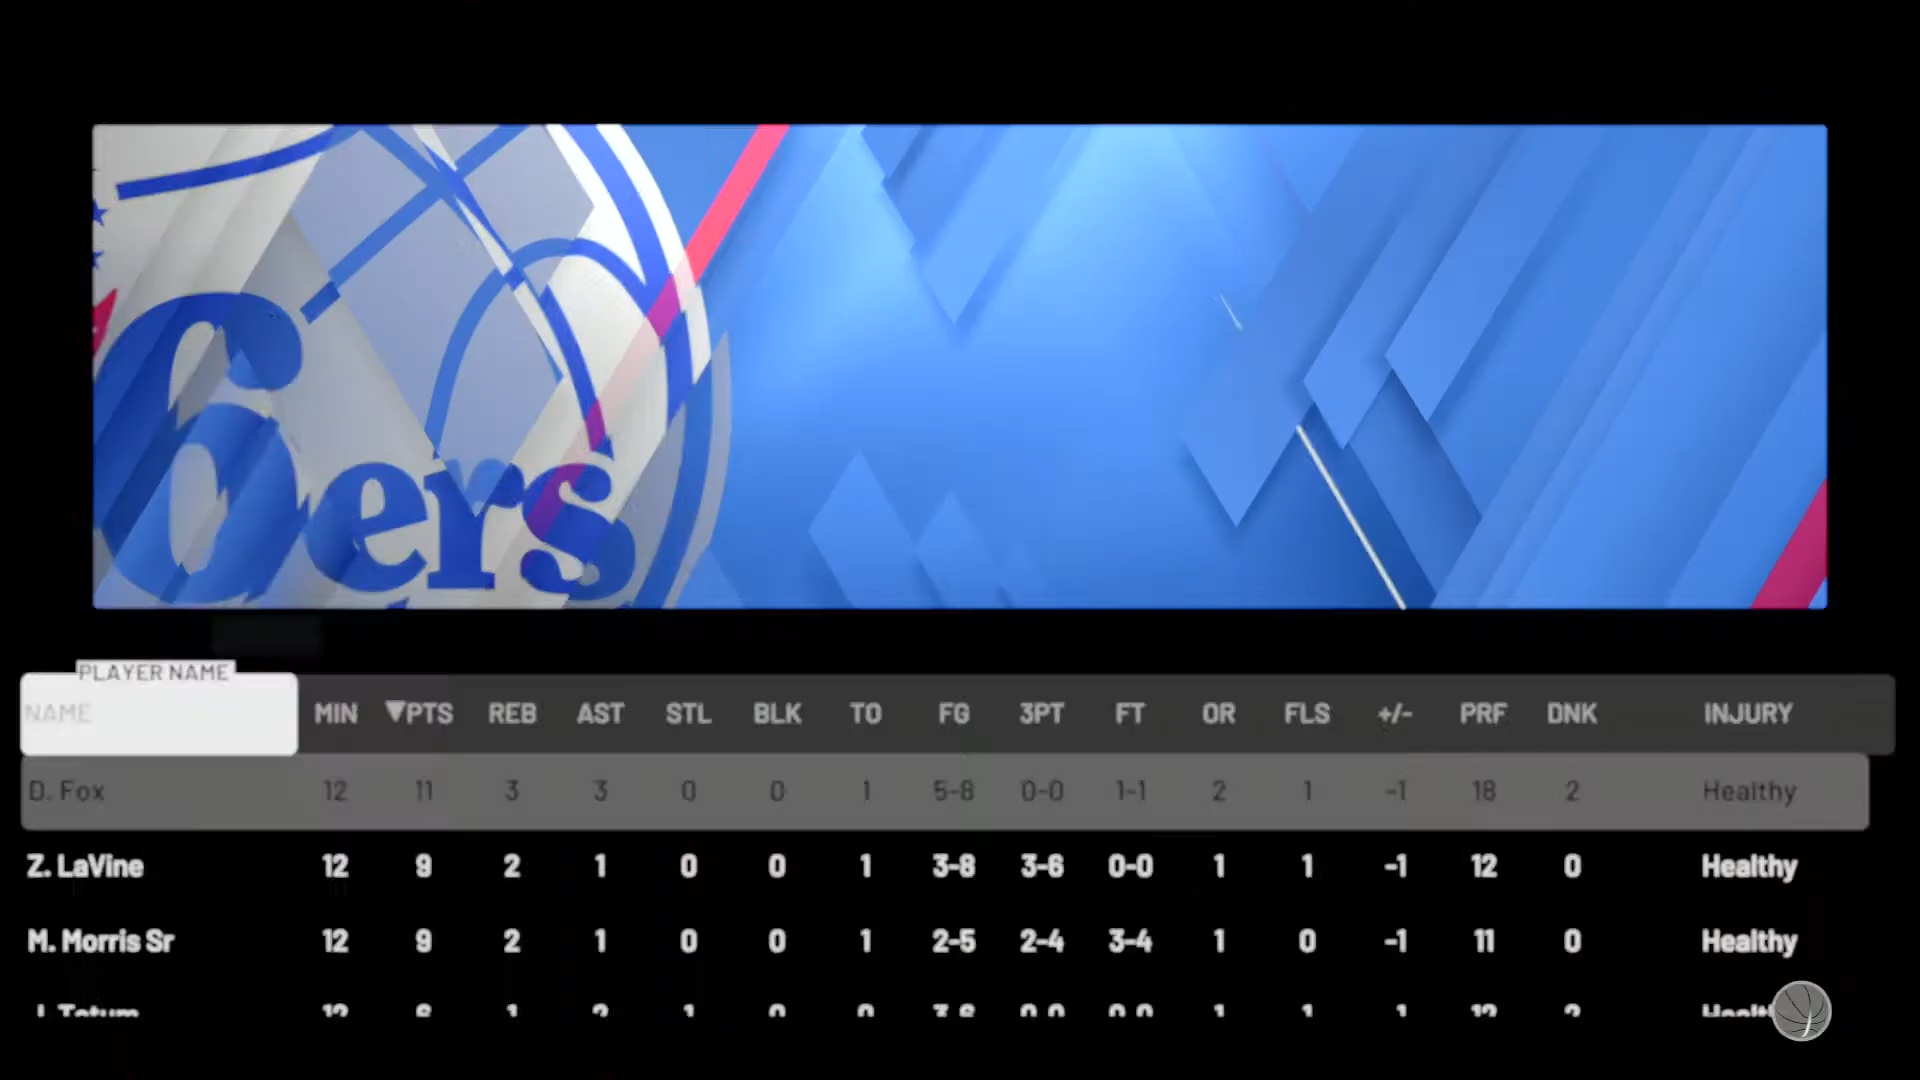 6ers
PLAYER NAME
NAME MIN ▼PTS REB AST STL BLK TO FG 3PT FT OR FLS +/- PRF DNK INJURY
D. Fox 12 11 3 3 0 0 1 5-8 0-0 1-1 2 1 -1 18 2 Healthy
Z. LaVine 12 9 2 1 0 0 1 3-8 3-6 0-0 1 1 -1 12 0 Healthy
M. Morris Sr 12 9 2 1 0 0 1 2-5 2-4 3-4 1 0 -1 11 0 Healthy